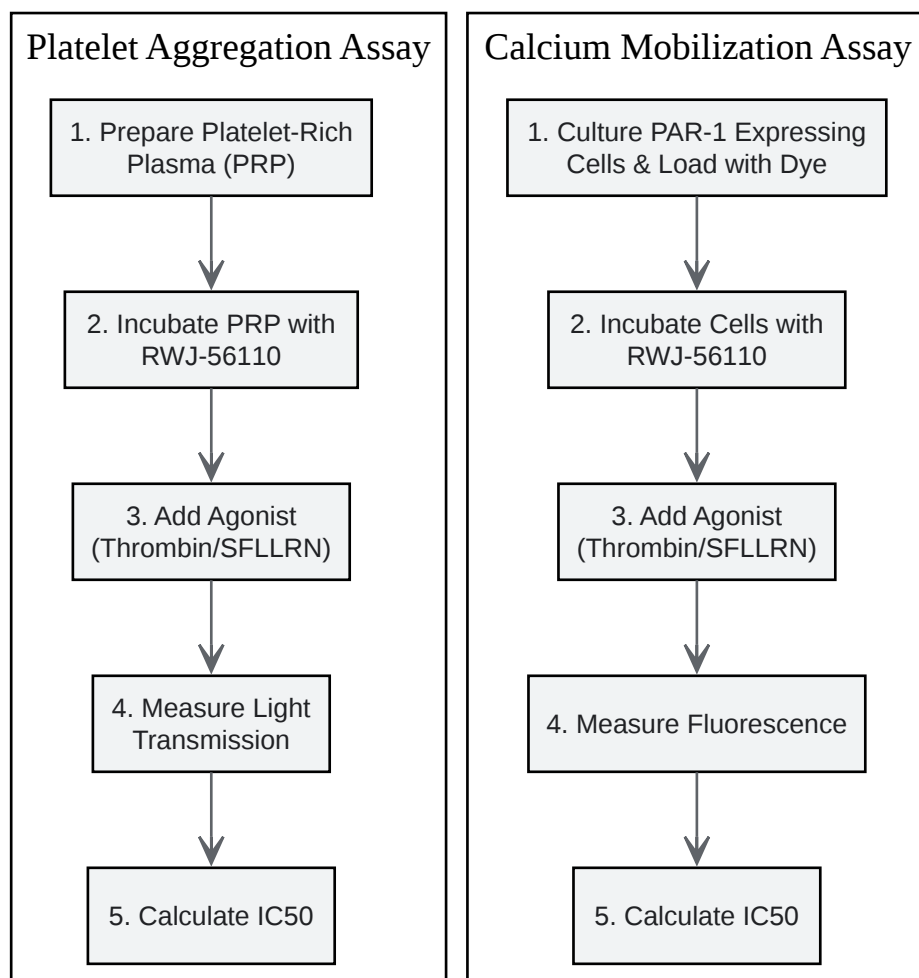 Platelet Aggregation Assay
1. Prepare Platelet-Rich
Plasma (PRP)
2. Incubate PRP with
RWJ-56110
3. Add Agonist
(Thrombin/SFLLRN)
4. Measure Light
Transmission
5. Calculate IC50
Calcium Mobilization Assay
1. Culture PAR-1 Expressing
Cells & Load with Dye
2. Incubate Cells with
RWJ-56110
3. Add Agonist
(Thrombin/SFLLRN)
4. Measure Fluorescence
5. Calculate IC50